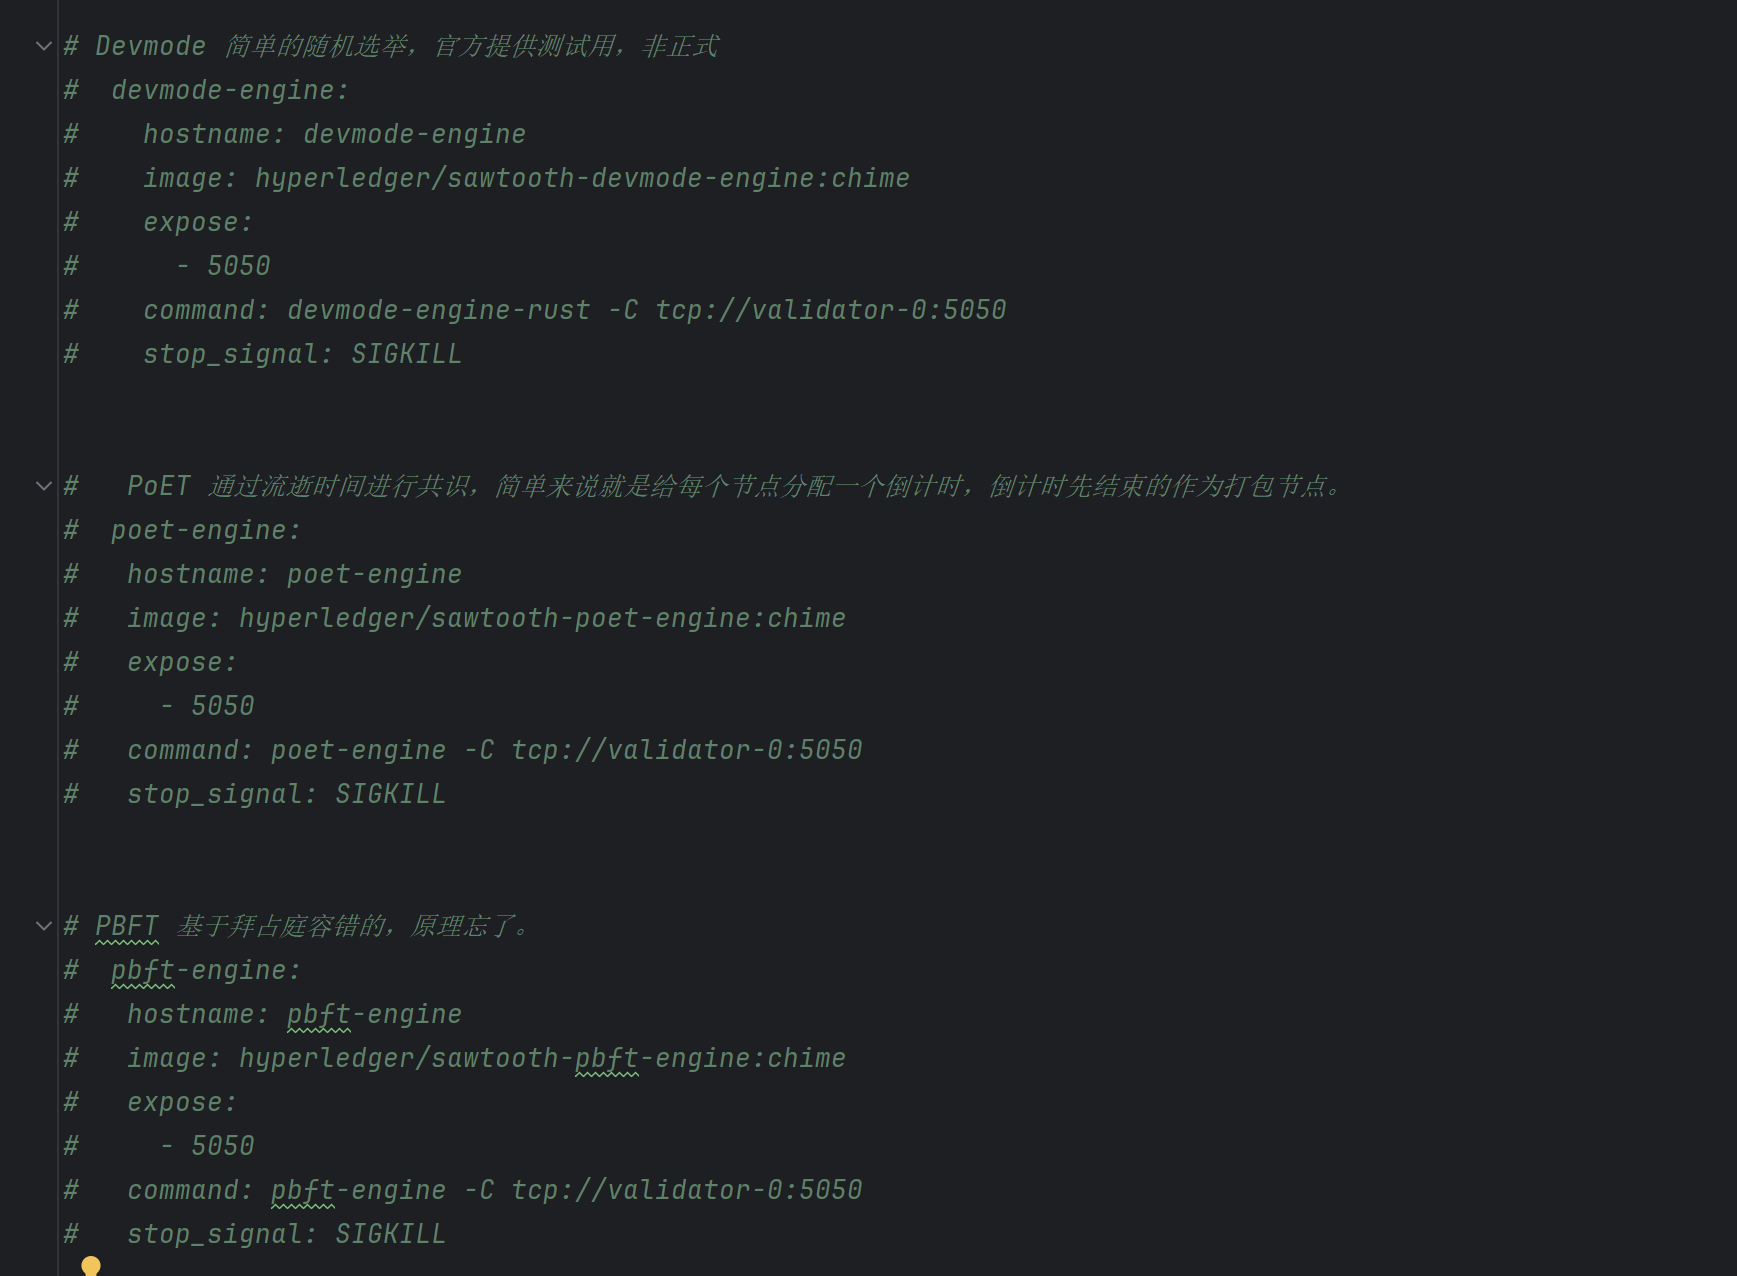 # Devmode 简单的随机选举，官方提供测试用，非正式
#  devmode-engine:
#    hostname: devmode-engine
#    image: hyperledger/sawtooth-devmode-engine:chime
#    expose:
#      - 5050
#    command: devmode-engine-rust -C tcp://validator-0:5050
#    stop_signal: SIGKILL
#   PoET 通过流逝时间进行共识，简单来说就是给每个节点分配一个倒计时，倒计时先结束的作为打包节点。
#  poet-engine:
#   hostname: poet-engine
#   image: hyperledger/sawtooth-poet-engine:chime
#   expose:
#     - 5050
#   command: poet-engine -C tcp://validator-0:5050
#   stop_signal: SIGKILL
# PBFT 基于拜占庭容错的，原理忘了。
#  pbft-engine:
#   hostname: pbft-engine
#   image: hyperledger/sawtooth-pbft-engine:chime
#   expose:
#     - 5050
#   command: pbft-engine -C tcp://validator-0:5050
#   stop_signal: SIGKILL